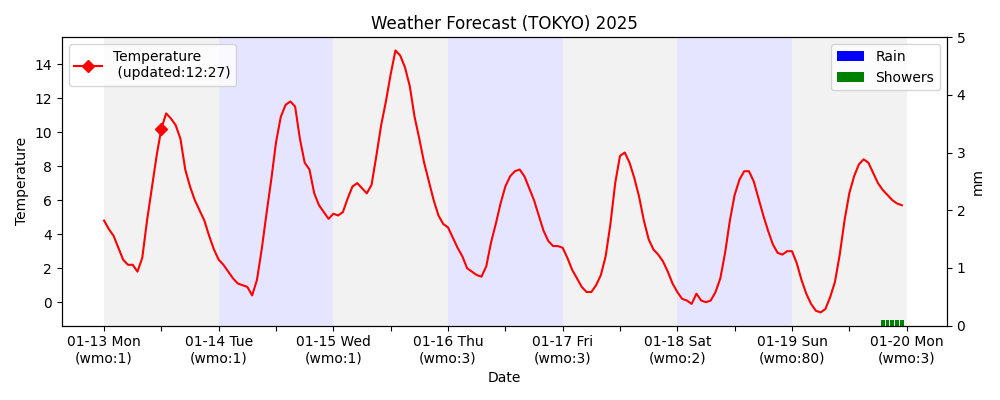 Weather Forecast (TOKYO) 2025
Temperature
(updated:12:27)
Rain
Showers
Temperature
14
12
10
8
6
4
2
0
5
4
3
2
1
0
mm
01-13 Mon
(wmo:1)
01-14 Tue
(wmo:1)
01-15 Wed
(wmo:1)
01-16 Thu
(wmo:3)
01-17 Fri
(wmo:3)
01-18 Sat
(wmo:2)
01-19 Sun
(wmo:80)
01-20 Mon
(wmo:3)
Date